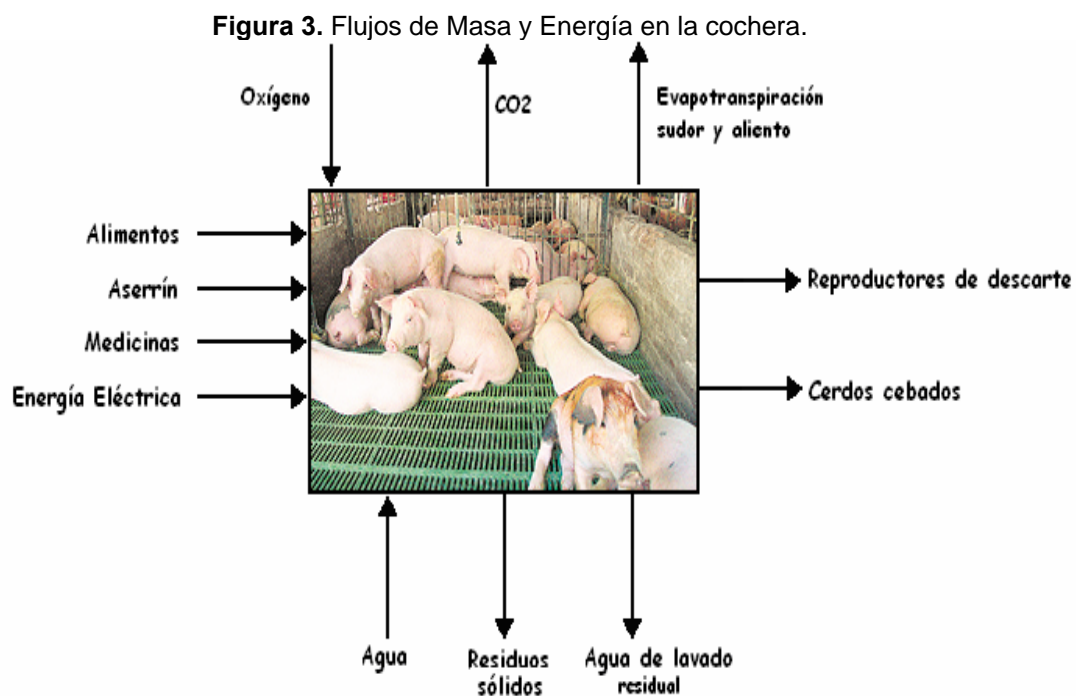 Figura 3. Flujos de Masa y Energía en la cochera.
Oxígeno
CO2
Evapotranspiración
sudor y aliento
Alimentos
Aserrín
Medicinas
Energía Eléctrica
Reproductores de descarte
Cerdos cebados
Agua
Residuos
sólidos
Agua de lavado
residual